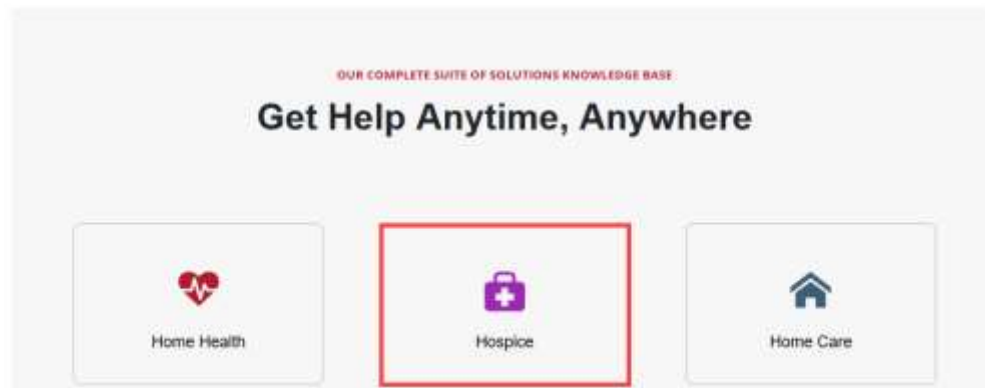 OUR COMPLETE SUITE OF SOLUTIONS KNOWLEDGE BASE
Get Help Anytime, Anywhere
Home Health
Hospice
Home Care